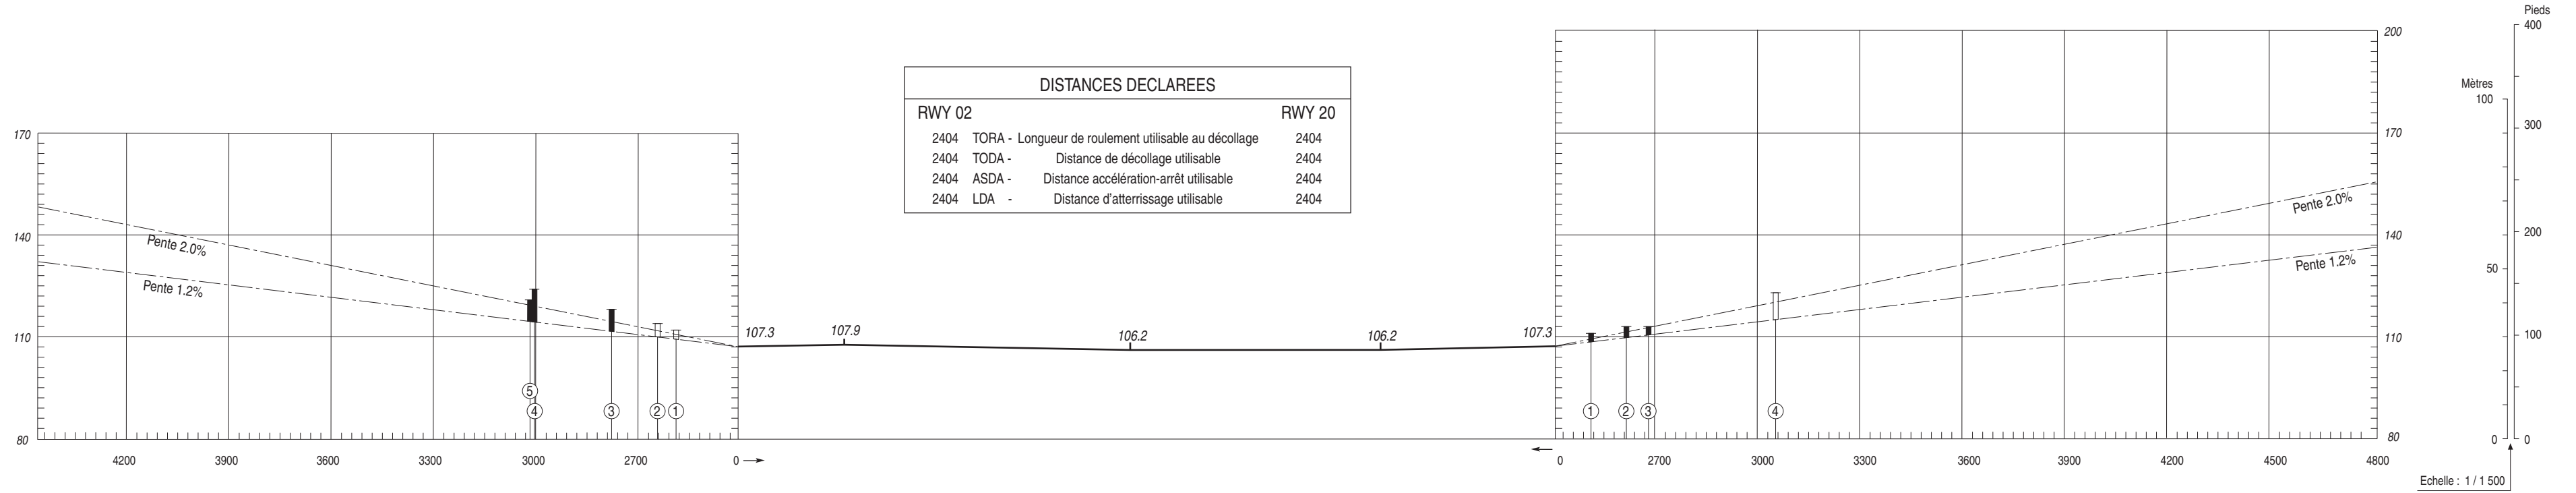 Pieds
400
200
Mètres
100
DISTANCES DECLAREES
RWY 02 RWY 20
2404 TORA - Longueur de roulement utilisable au décollage 2404
2404 TODA - Distance de décollage utilisable 2404
2404 ASDA - Distance accélération-arrêt utilisable 2404
2404 LDA - Distance d'atterrissage utilisable 2404
170
170
300
140
Pente 2.0%
Pente 1.2%
Pente 2.0%
Pente 1.2%
140
200
50
110
107.3
107.9
106.2
106.2
107.3
110
100
5
4
3
2
1
1
2
3
4
80
80
0
0
4200 3900 3600 3300 3000 2700 0
0 2700 3000 3300 3600 3900 4200 4500 4800
Echelle : 1 / 1 500